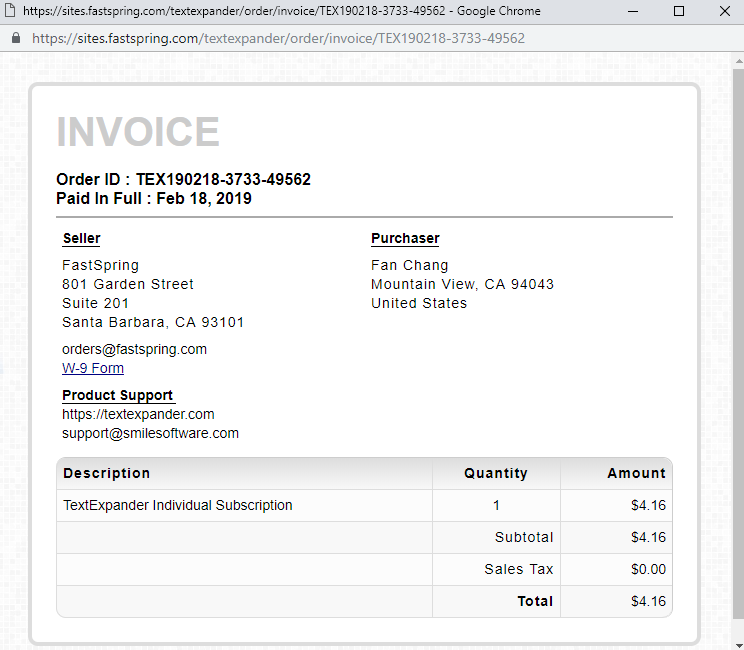 https://sites.fastspring.com/textexpander/order/invoice/TEX190218-3733-49562 - Google Chrome
https://sites.fastspring.com/textexpander/order/invoice/TEX190218-3733-49562
INVOICE
Order ID : TEX190218-3733-49562
Paid In Full : Feb 18, 2019
Seller
FastSpring
801 Garden Street
Suite 201
Santa Barbara, CA 93101
orders@fastspring.com
W-9 Form
Product Support
https://textexpander.com
support@smilesoftware.com
Purchaser
Fan Chang
Mountain View, CA 94043
United States
Description Quantity Amount
TextExpander Individual Subscription 1 $4.16
Subtotal $4.16
Sales Tax $0.00
Total $4.16